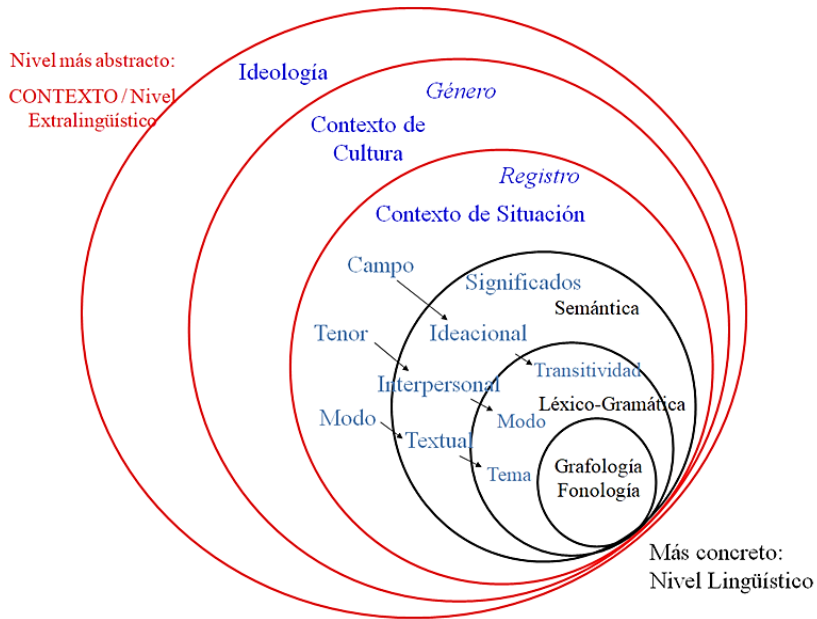 Nivel más abstracto:
CONTEXTO / Nivel
Extralingüístico
Ideología
Género
Contexto de
Cultura
Registro
Contexto de Situación
Campo
Significados
Semántica
Tenor
Ideacional
Transitividad
Interpersonal
Léxico-Gramática
Modo
Modo
Textual
Tema
Grafología
Fonología
Más concreto:
Nivel Lingüístico